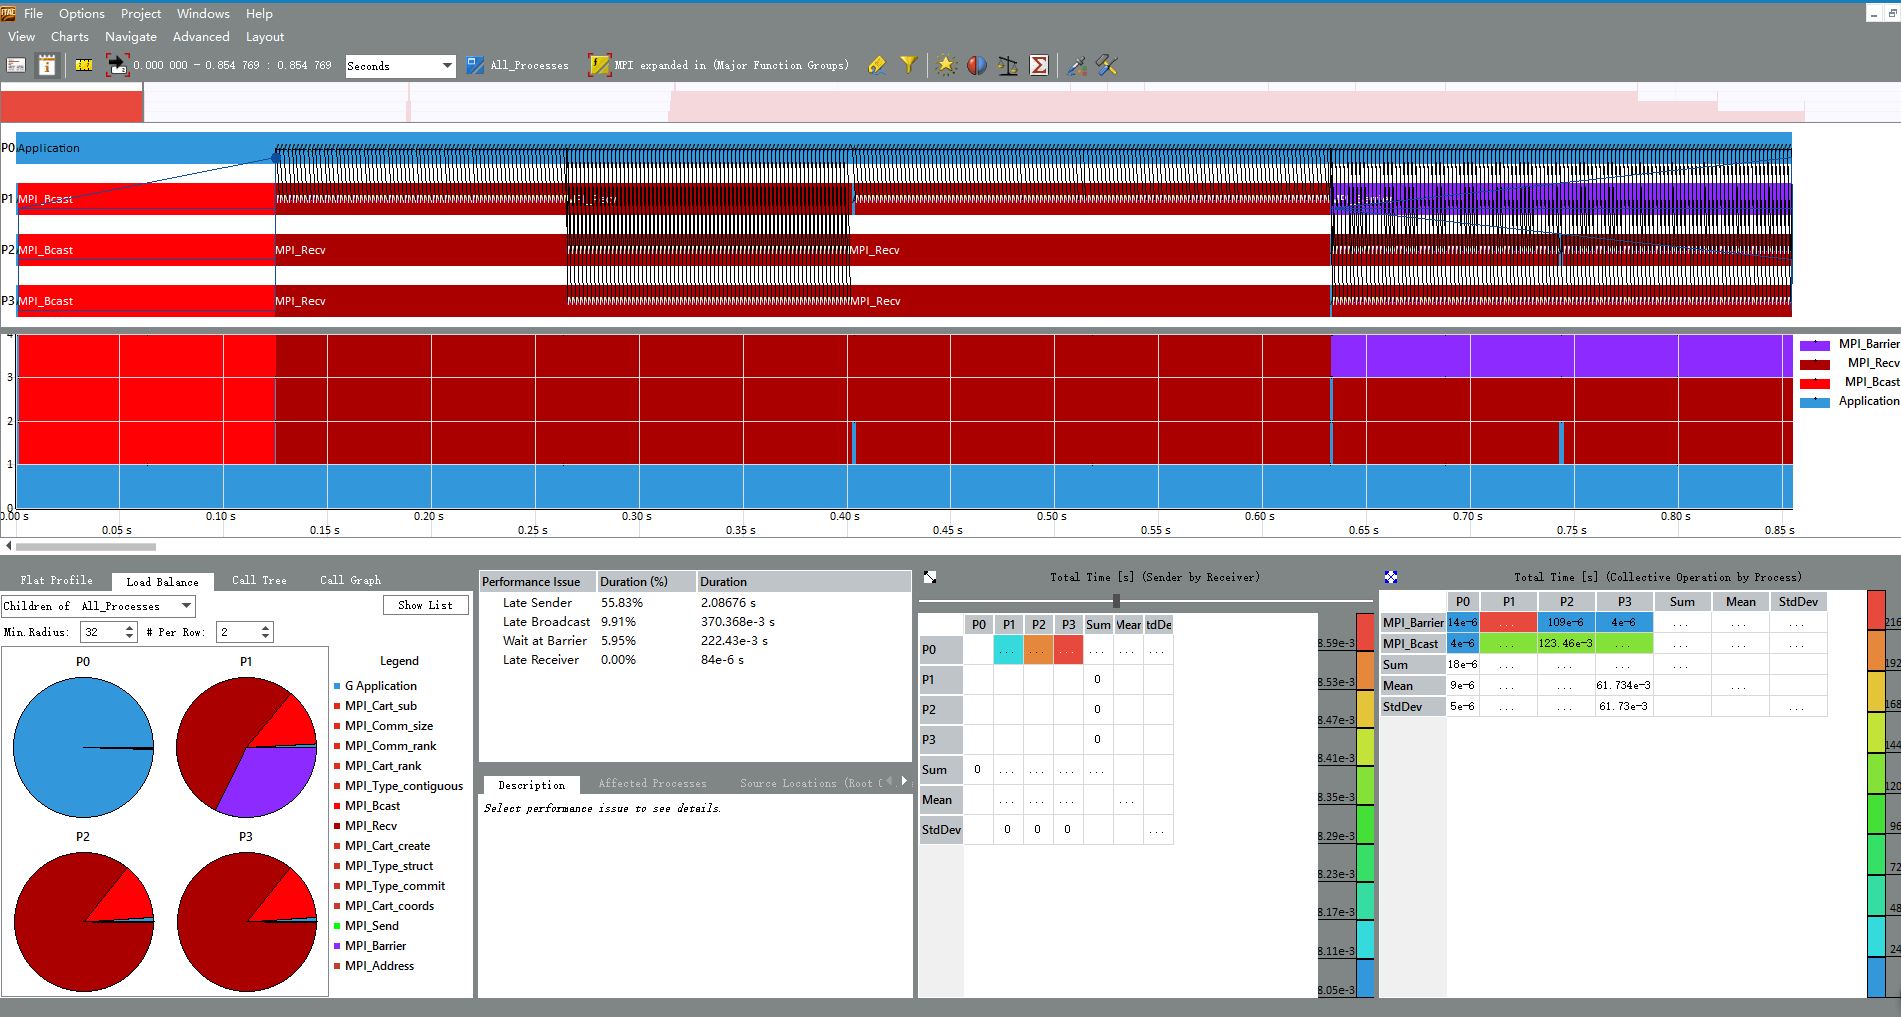 ITAC File Options Project Windows Help
View Charts Navigate Advanced Layout
0.000 000 - 0.854 769 : 0.854 769 Seconds All_Processes MPI expanded in (Major Function Groups)
P0 Application
P1 MPI_Bcast MPI_Recv MPI_Barrier
P2 MPI_Bcast MPI_Recv MPI_Recv
P3 MPI_Bcast MPI_Recv MPI_Recv
4
3
2
1
0
MPI_Barrier
MPI_Recv
MPI_Bcast
Application
0.00 s 0.10 s 0.20 s 0.30 s 0.40 s 0.50 s 0.60 s 0.70 s 0.80 s
0.05 s 0.15 s 0.25 s 0.35 s 0.45 s 0.55 s 0.65 s 0.75 s 0.85 s
Flat Profile Load Balance Call Tree Call Graph
Children of All_Processes Show List
Min.Radius: 32 # Per Row: 2
P0 P1
P2 P3
Legend
G Application
MPI_Cart_sub
MPI_Comm_size
MPI_Comm_rank
MPI_Cart_rank
MPI_Type_contiguous
MPI_Bcast
MPI_Recv
MPI_Cart_create
MPI_Type_struct
MPI_Type_commit
MPI_Cart_coords
MPI_Send
MPI_Barrier
MPI_Address
Performance Issue Duration (%) Duration
Late Sender 55.83% 2.08676 s
Late Broadcast 9.91% 370.368e-3 s
Wait at Barrier 5.95% 222.43e-3 s
Late Receiver 0.00% 84e-6 s
Description Affected Processes Source Locations (Root C
Select performance issue to see details.
Total Time [s] (Sender by Receiver)
P0 P1 P2 P3 Sum Mear tdDe
P0 ... ... ... ... ... ...
P1 0
P2 0
P3 0
Sum 0 ... ... ... ...
Mean ... ... ... ...
StdDev 0 0 0 ...
8.59e-3
8.53e-3
8.47e-3
8.41e-3
8.35e-3
8.29e-3
8.23e-3
8.17e-3
8.11e-3
8.05e-3
Total Time [s] (Collective Operation by Process)
P0 P1 P2 P3 Sum Mean StdDev
MPI_Barrier 14e-6 ... 109e-6 4e-6 ... ... ...
MPI_Bcast 4e-6 ... 123.46e-3 ... ... ... ...
Sum 18e-6 ... ... ... ...
Mean 9e-6 ... ... 61.734e-3 ...
StdDev 5e-6 ... ... 61.73e-3 ...
216
192
168
144
120
96
72
48
24